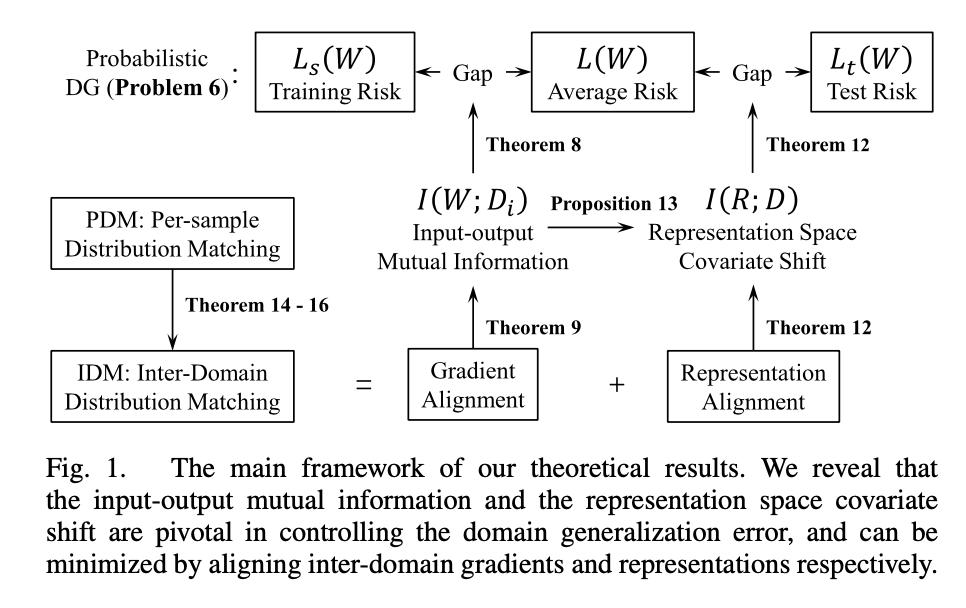 Probabilistic
DG (Problem 6) :
L_s(W)
Training Risk
Gap
L(W)
Average Risk
Gap
L_t(W)
Test Risk
Theorem 8
Theorem 12
PDM: Per-sample
Distribution Matching
I(W; D_i)
Input-output
Mutual Information
Proposition 13
I(R; D)
Representation Space
Covariate Shift
Theorem 14 - 16
Theorem 9
Theorem 12
IDM: Inter-Domain
Distribution Matching
=
Gradient
Alignment
+
Representation
Alignment
Fig. 1. The main framework of our theoretical results. We reveal that
the input-output mutual information and the representation space covariate
shift are pivotal in controlling the domain generalization error, and can be
minimized by aligning inter-domain gradients and representations respectively.